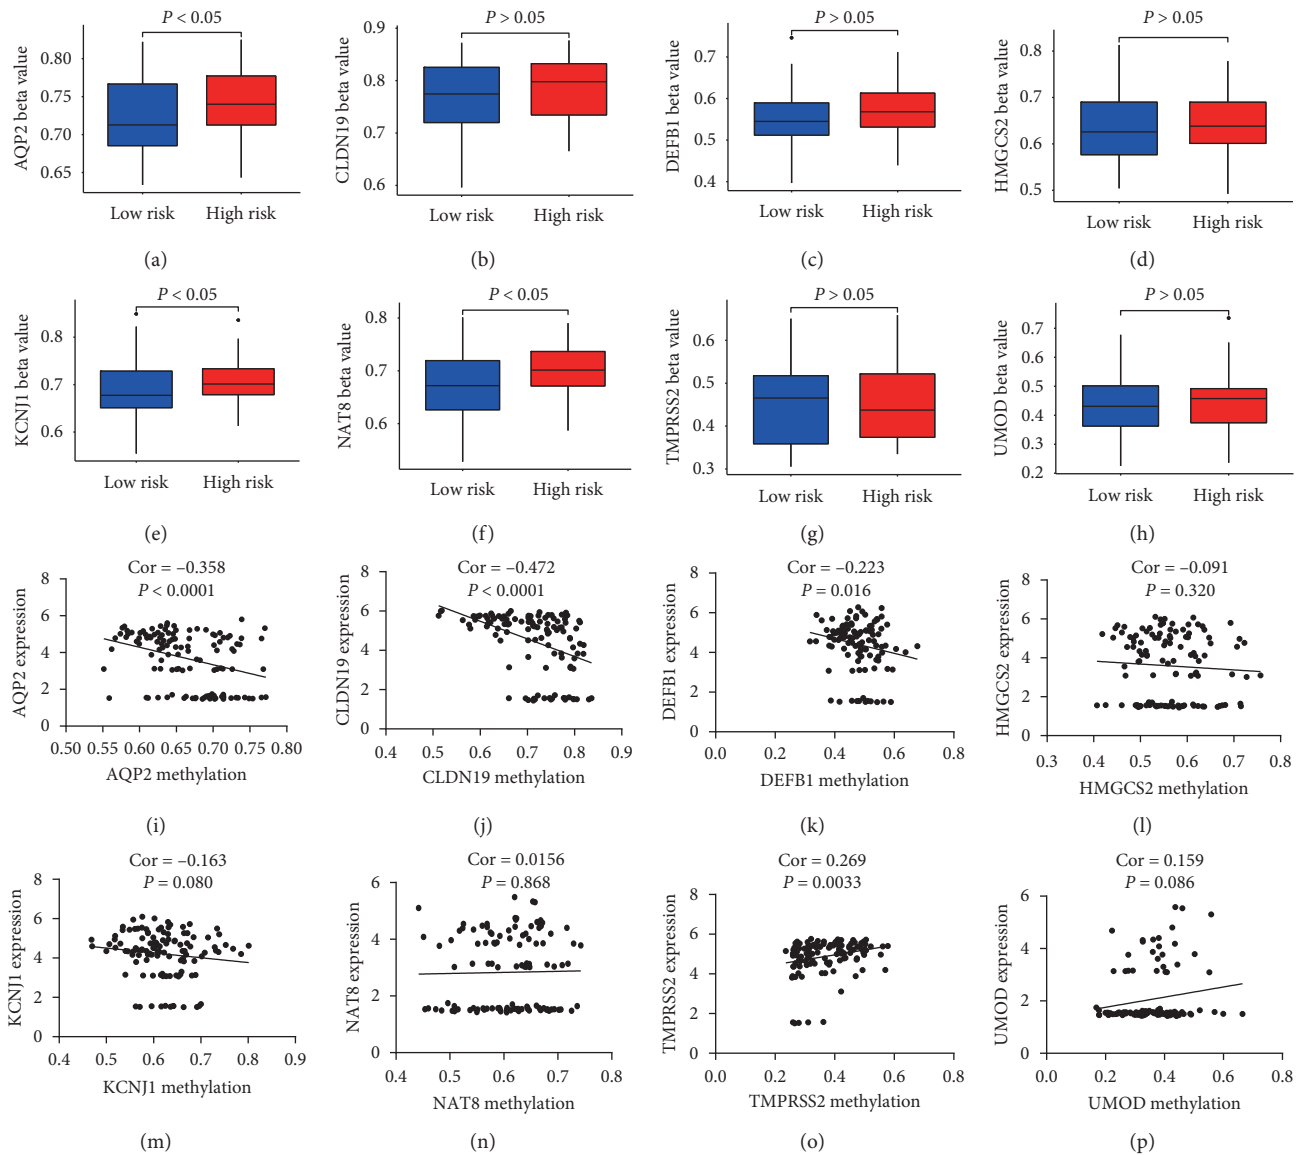 P < 0.05
AQP2 beta value
0.80
0.75
0.70
0.65
Low risk
High risk
(a)
P > 0.05
CLDN19 beta value
0.9
0.8
0.7
0.6
Low risk
High risk
(b)
P > 0.05
DEFB1 beta value
0.7
0.6
0.5
0.4
Low risk
High risk
(c)
P > 0.05
HMGCS2 beta value
0.8
0.7
0.6
0.5
Low risk
High risk
(d)
P < 0.05
KCNJ1 beta value
0.8
0.7
0.6
Low risk
High risk
(e)
P < 0.05
NAT8 beta value
0.8
0.7
0.6
Low risk
High risk
(f)
P > 0.05
TMPRSS2 beta value
0.6
0.5
0.4
0.3
Low risk
High risk
(g)
P > 0.05
UMOD beta value
0.6
0.5
0.4
0.3
0.2
Low risk
High risk
(h)
Cor = –0.358
P < 0.0001
AQP2 expression
8
6
4
2
0
0.50 0.55 0.60 0.65 0.70 0.75 0.80
AQP2 methylation
(i)
Cor = –0.472
P < 0.0001
CLDN19 expression
8
6
4
2
0
0.4 0.5 0.6 0.7 0.8 0.9
CLDN19 methylation
(j)
Cor = –0.223
P = 0.016
DEFB1 expression
8
6
4
2
0
0.0 0.2 0.4 0.6 0.8
DEFB1 methylation
(k)
Cor = –0.091
P = 0.320
HMGCS2 expression
8
6
4
2
0
0.3 0.4 0.5 0.6 0.7 0.8
HMGCS2 methylation
(l)
Cor = –0.163
P = 0.080
KCNJ1 expression
8
6
4
2
0
0.4 0.5 0.6 0.7 0.8 0.9
KCNJ1 methylation
(m)
Cor = 0.0156
P = 0.868
NAT8 expression
6
4
2
0
0.4 0.5 0.6 0.7 0.8
NAT8 methylation
(n)
Cor = 0.269
P = 0.0033
TMPRSS2 expression
8
6
4
2
0
0.0 0.2 0.4 0.6 0.8
TMPRSS2 methylation
(o)
Cor = 0.159
P = 0.086
UMOD expression
6
4
2
0
0.0 0.2 0.4 0.6 0.8
UMOD methylation
(p)